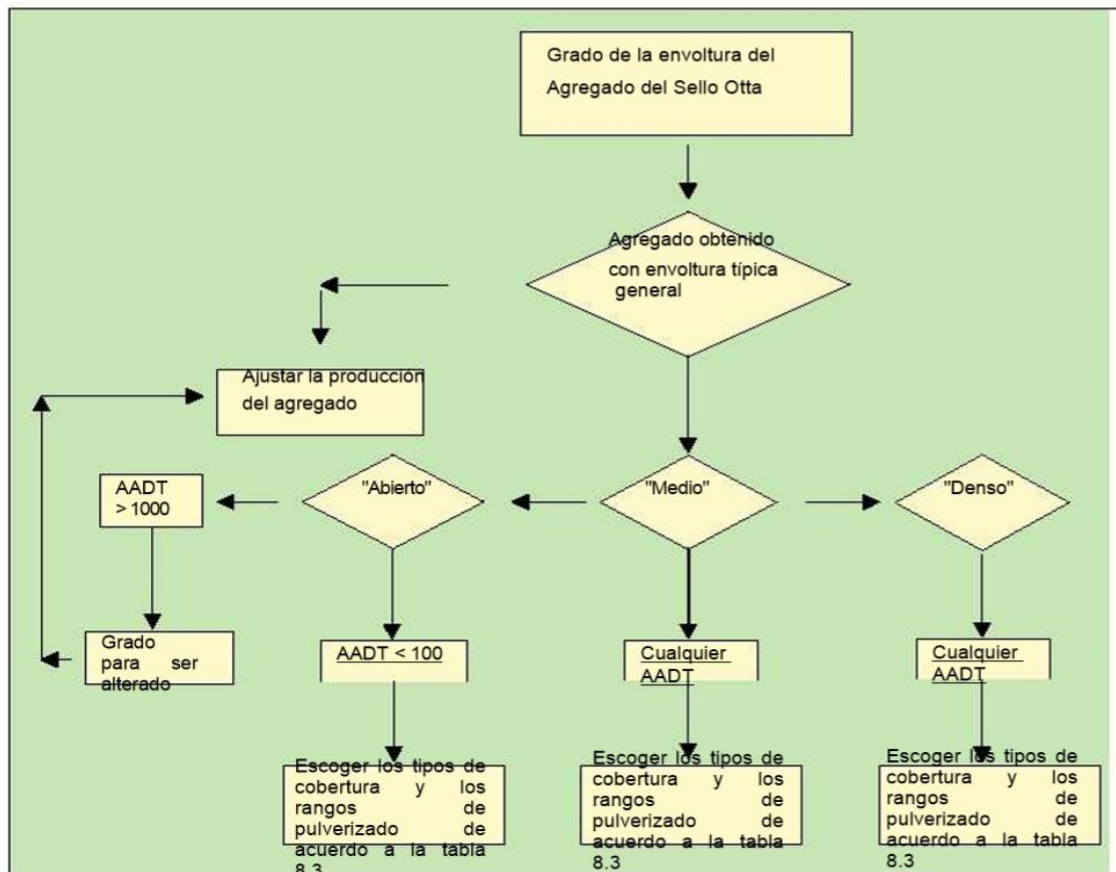 Grado de la envoltura del
Agregado del Sello Otta
Agregado obtenido
con envoltura típica
general
Ajustar la producción
del agregado
AADT
> 1000
"Abierto"
"Medio"
"Denso"
Grado
para ser
alterado
AADT < 100
Cualquier
AADT
Cualquier
AADT
Escoger los tipos de
cobertura y los
rangos de
pulverizado de
acuerdo a la tabla
8.3
Escoger los tipos de
cobertura y los
rangos de
pulverizado de
acuerdo a la tabla
8.3
Escoger los tipos de
cobertura y los
rangos de
pulverizado de
acuerdo a la tabla
8.3